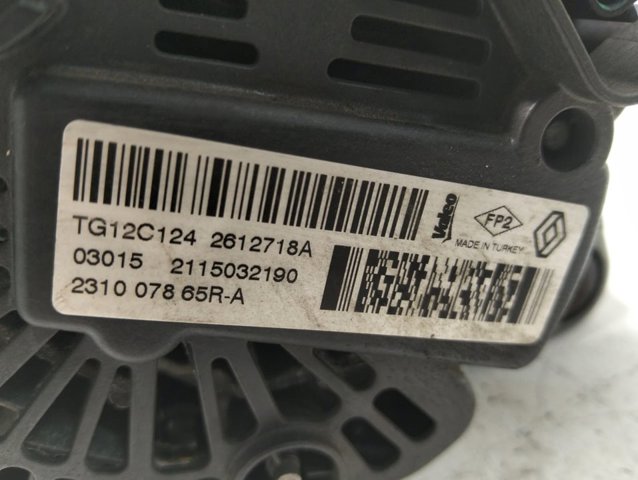 TG12C124 2612718A
03015 2115032190
2310 078 65R-A
Valeo
FP2
MADE IN TURKEY